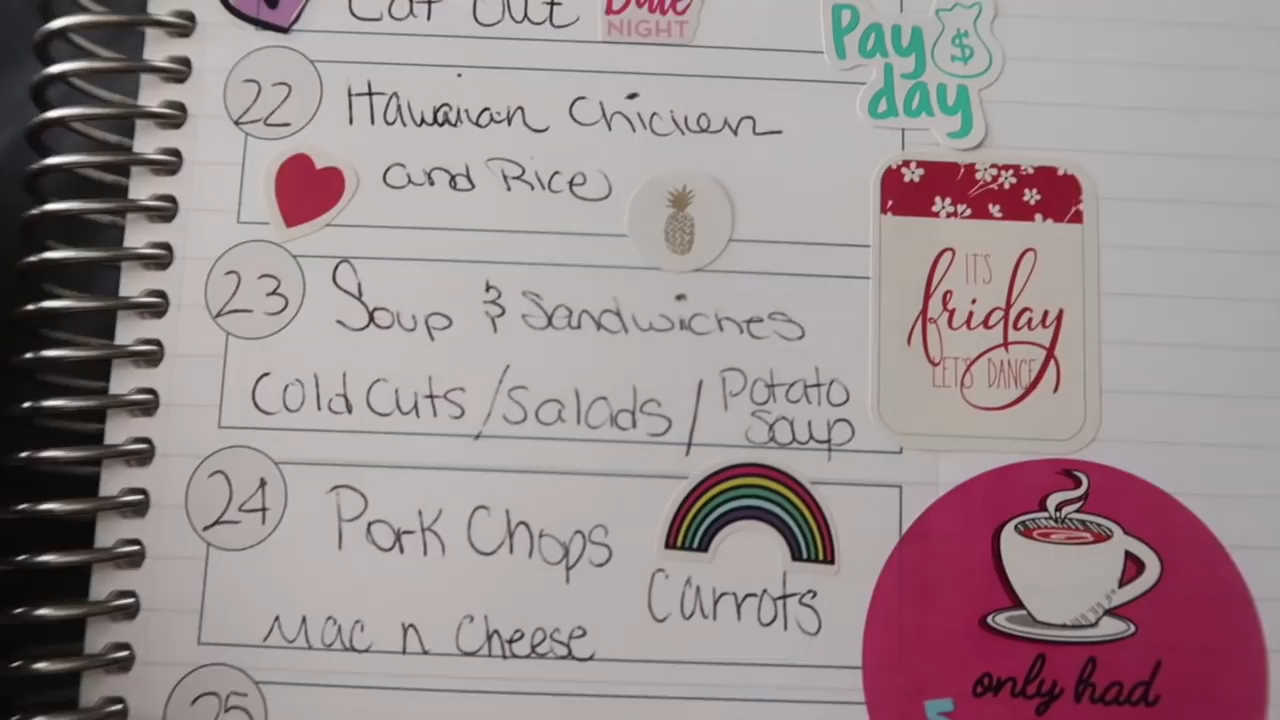 Eat Out
Date
NIGHT
Pay
day
$
22
Hawaiian Chicken
and Rice
23
Soup & Sandwiches
Cold Cuts / Salads / Potato
Soup
IT'S
friday
LET'S DANCE
24
Pork Chops
Carrots
Mac n Cheese
only had
25